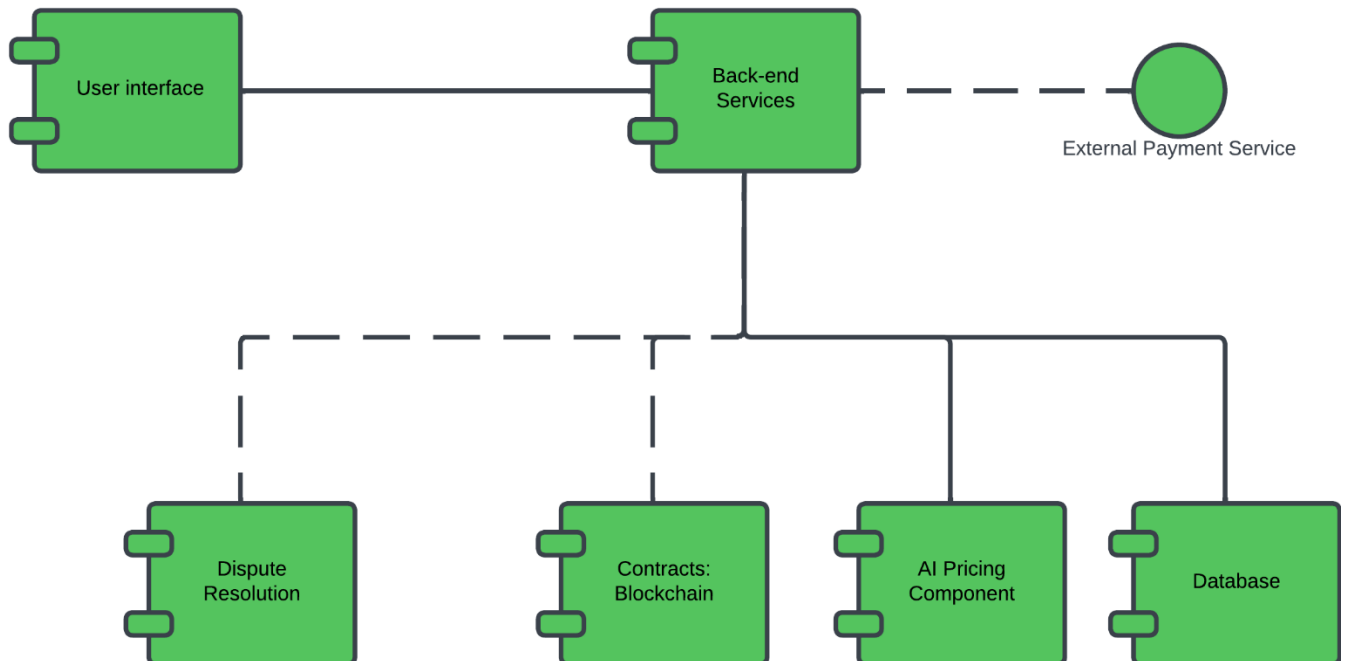 User interface
Back-end
Services
External Payment Service
Dispute
Resolution
Contracts:
Blockchain
AI Pricing
Component
Database